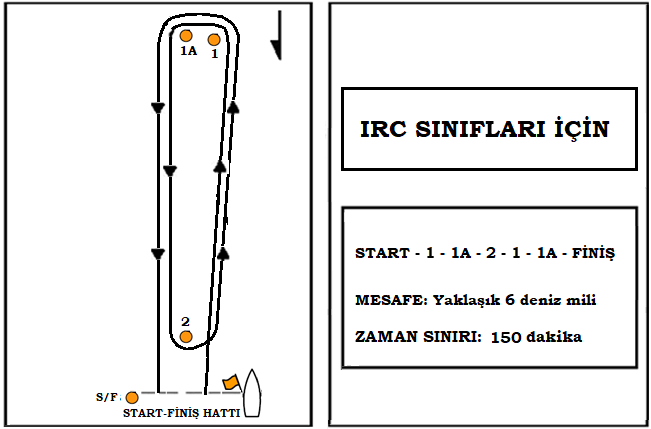 1A
1
2
S/F
START-FİNİŞ HATTI
IRC SINIFLARI İÇİN
START - 1 - 1A - 2 - 1 - 1A - FİNİŞ
MESAFE: Yaklaşık 6 deniz mili
ZAMAN SINIRI: 150 dakika